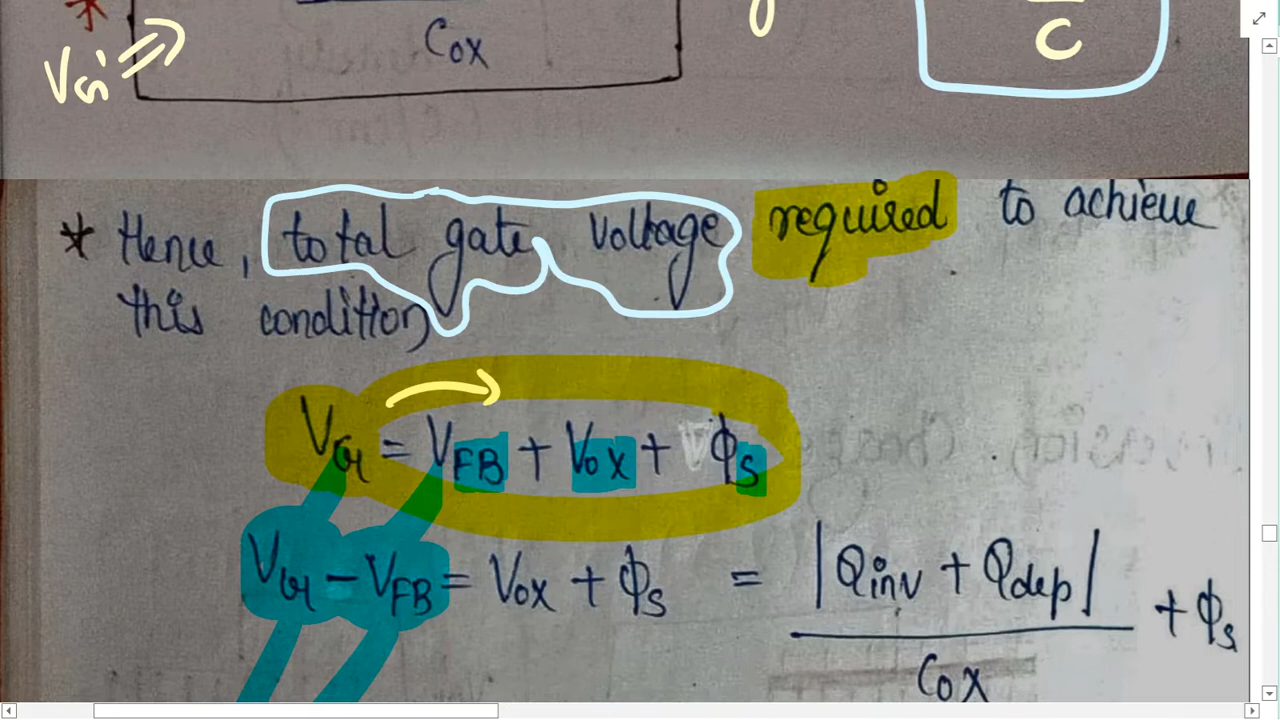 * Cox
VG ⇒ C
* Hence, total gate voltage required to achieve
this condition
VG = VFB + Vox + φs
VG - VFB = Vox + φs = |Qinv + Qdep| / Cox + φs